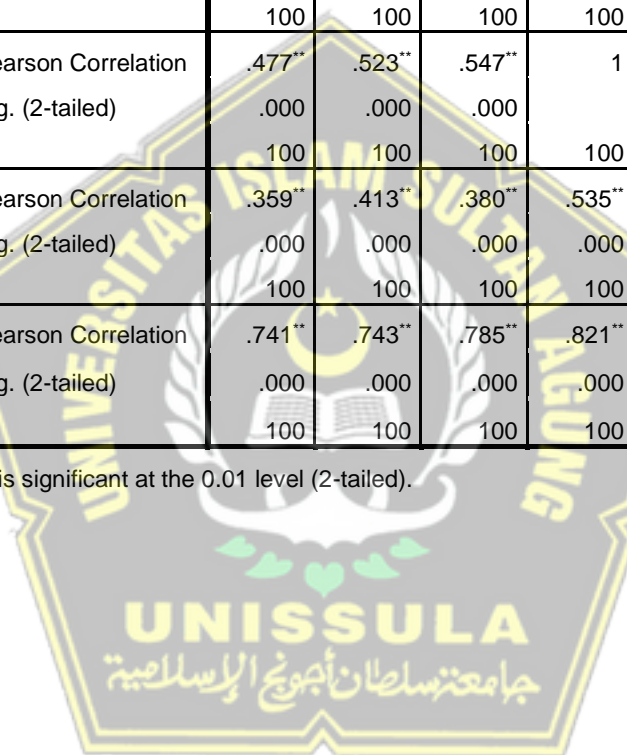 100 100 100 100
earson Correlation .477** .523** .547** 1
g. (2-tailed) .000 .000 .000
100 100 100 100
earson Correlation .359** .413** .380** .535**
g. (2-tailed) .000 .000 .000 .000
100 100 100 100
earson Correlation .741** .743** .785** .821**
g. (2-tailed) .000 .000 .000 .000
100 100 100 100
is significant at the 0.01 level (2-tailed).
UNIVERSITAS ISLAM SULTAN AGUNG
UNISSULA
جامعة سلطان أجونج الإسلامية